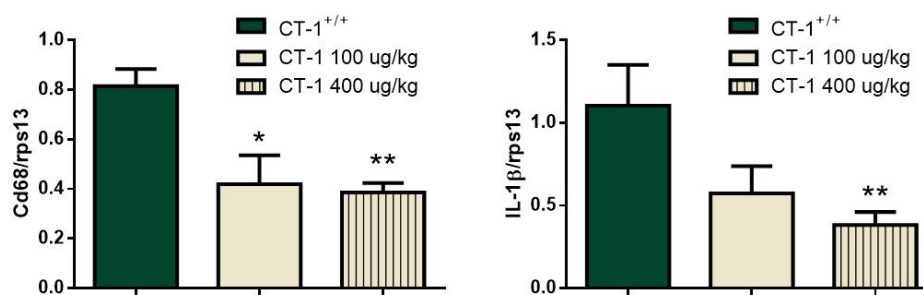 CT-1+/+
CT-1 100 ug/kg
CT-1 400 ug/kg
1.0
0.8
0.6
0.4
0.2
0.0
Cd68/rps13
*
**
CT-1+/+
CT-1 100 ug/kg
CT-1 400 ug/kg
1.5
1.0
0.5
0.0
IL-1β/rps13
**